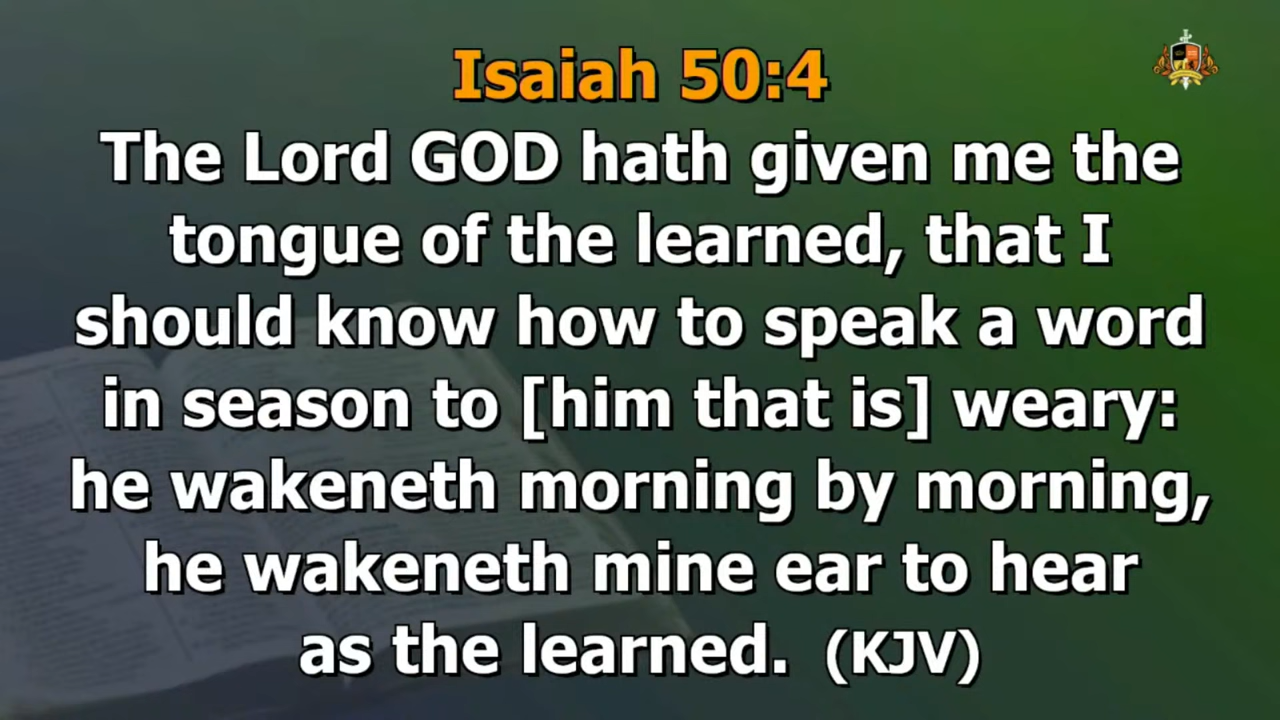 Isaiah 50:4
The Lord GOD hath given me the
tongue of the learned, that I
should know how to speak a word
in season to [him that is] weary:
he wakeneth morning by morning,
he wakeneth mine ear to hear
as the learned. (KJV)